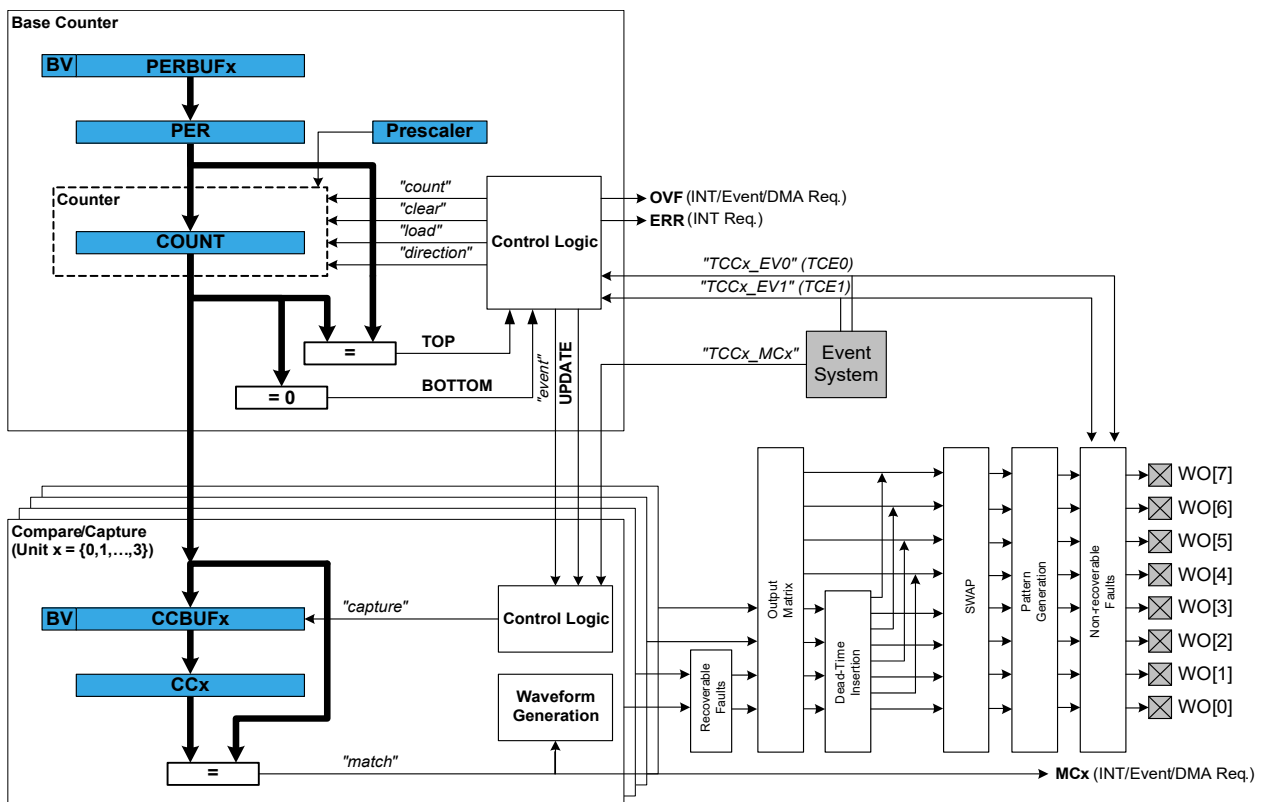 Base Counter
BV PERBUFx
PER
Prescaler
Counter
COUNT
"count"
"clear"
"load"
"direction"
Control Logic
OVF (INT/Event/DMA Req.)
ERR (INT Req.)
"TCCx_EV0" (TCE0)
"TCCx_EV1" (TCE1)
"TCCx_MCx"
Event
System
=
TOP
= 0
BOTTOM
"event"
UPDATE
Compare/Capture
(Unit x = {0,1,…,3})
BV CCBUFx
"capture"
Control Logic
CCx
Waveform
Generation
=
"match"
Recoverable
Faults
Output
Matrix
Dead-Time
Insertion
SWAP
Pattern
Generation
Non-recoverable
Faults
WO[7]
WO[6]
WO[5]
WO[4]
WO[3]
WO[2]
WO[1]
WO[0]
MCx (INT/Event/DMA Req.)